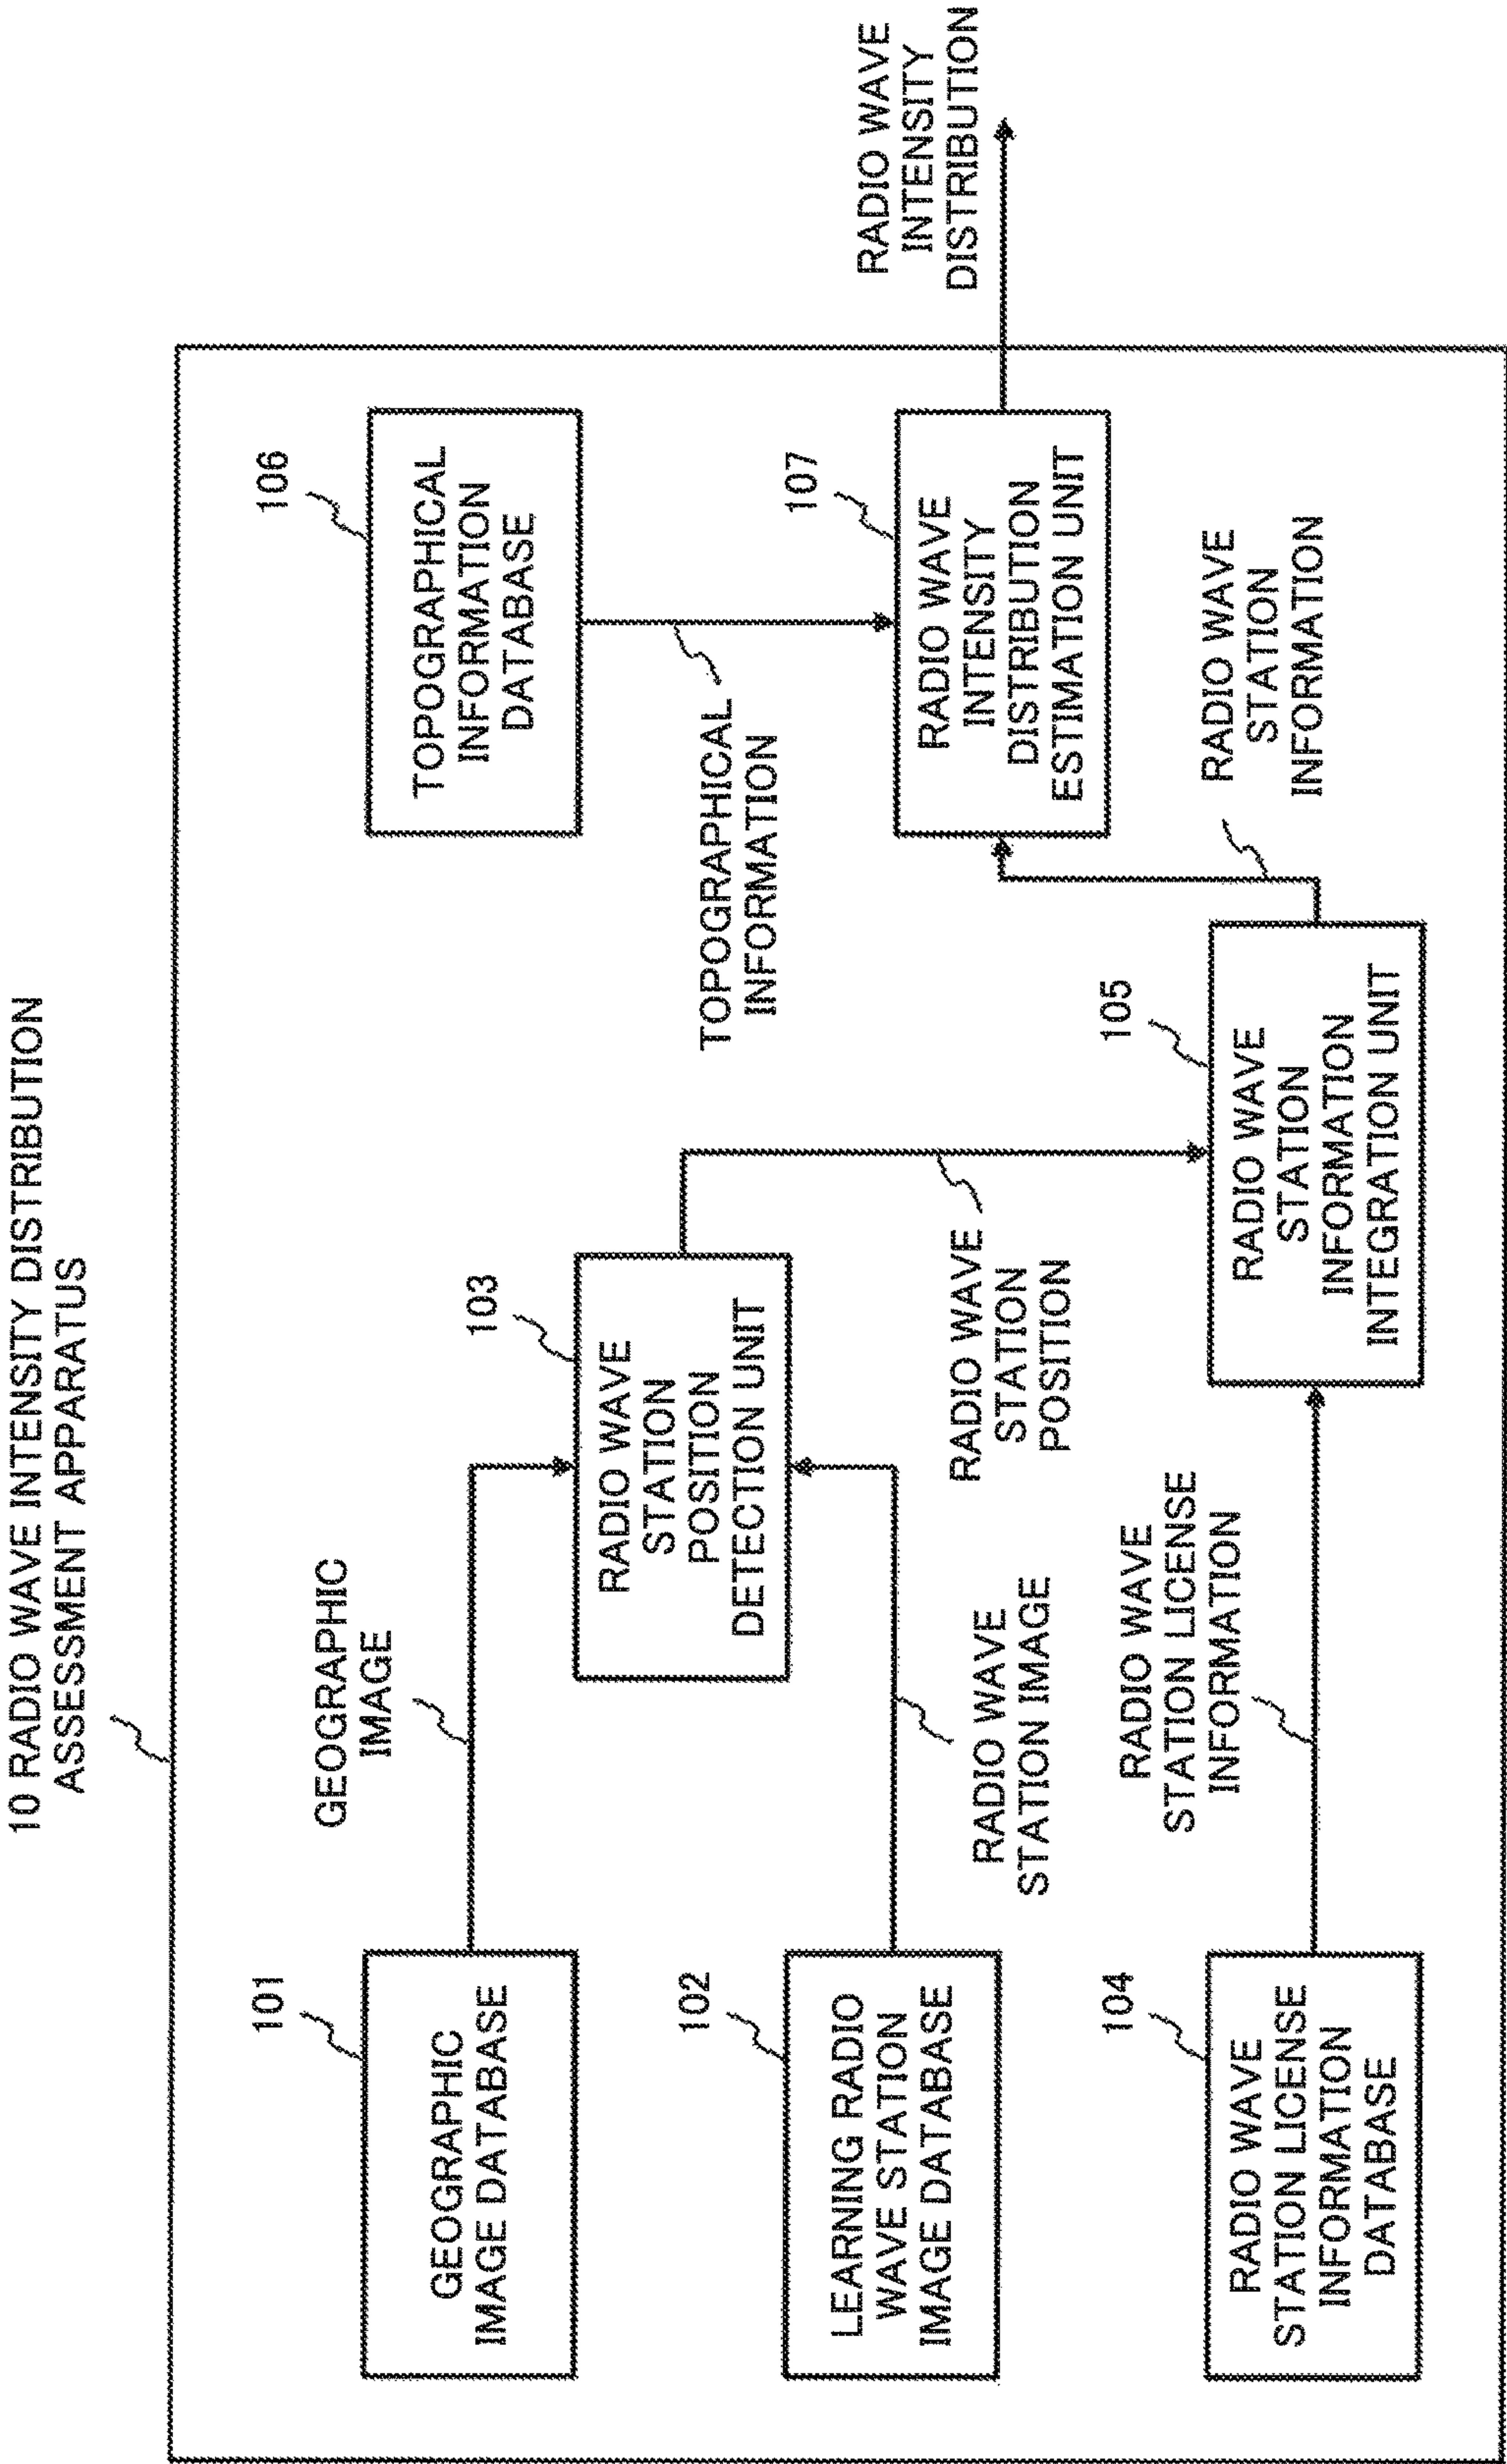 10 RADIO WAVE INTENSITY DISTRIBUTION
ASSESSMENT APPARATUS
101
GEOGRAPHIC
IMAGE DATABASE
GEOGRAPHIC
IMAGE
102
LEARNING RADIO
WAVE STATION
IMAGE DATABASE
RADIO WAVE
STATION IMAGE
103
RADIO WAVE
STATION
POSITION
DETECTION UNIT
RADIO WAVE
STATION
POSITION
104
RADIO WAVE
STATION LICENSE
INFORMATION
DATABASE
RADIO WAVE
STATION LICENSE
INFORMATION
105
RADIO WAVE
STATION
INFORMATION
INTEGRATION UNIT
RADIO WAVE
STATION
INFORMATION
106
TOPOGRAPHICAL
INFORMATION
DATABASE
TOPOGRAPHICAL
INFORMATION
107
RADIO WAVE
INTENSITY
DISTRIBUTION
ESTIMATION UNIT
RADIO WAVE
INTENSITY
DISTRIBUTION